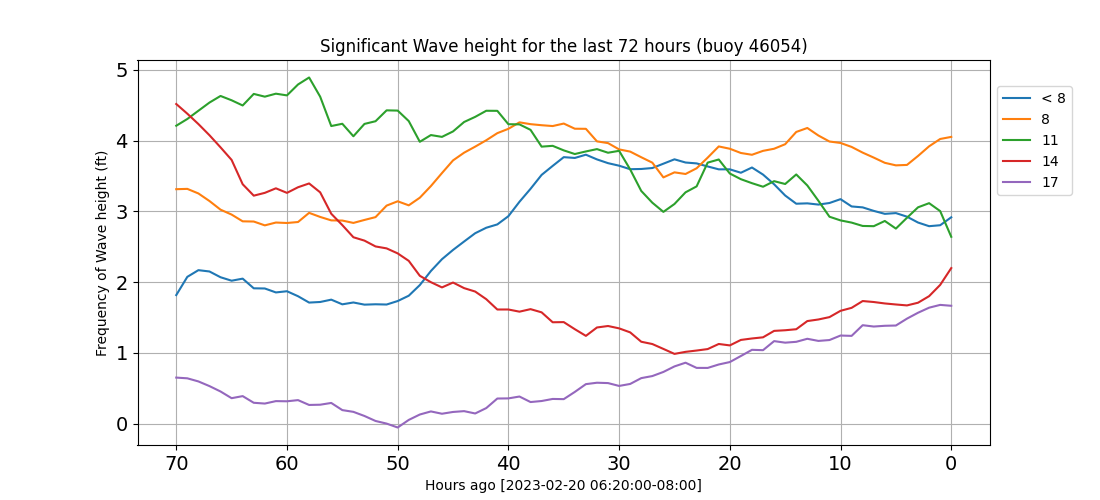 Significant Wave height for the last 72 hours (buoy 46054)
Frequency of Wave height (ft)
5
4
3
2
1
0
70 60 50 40 30 20 10 0
Hours ago [2023-02-20 06:20:00-08:00]
< 8
8
11
14
17